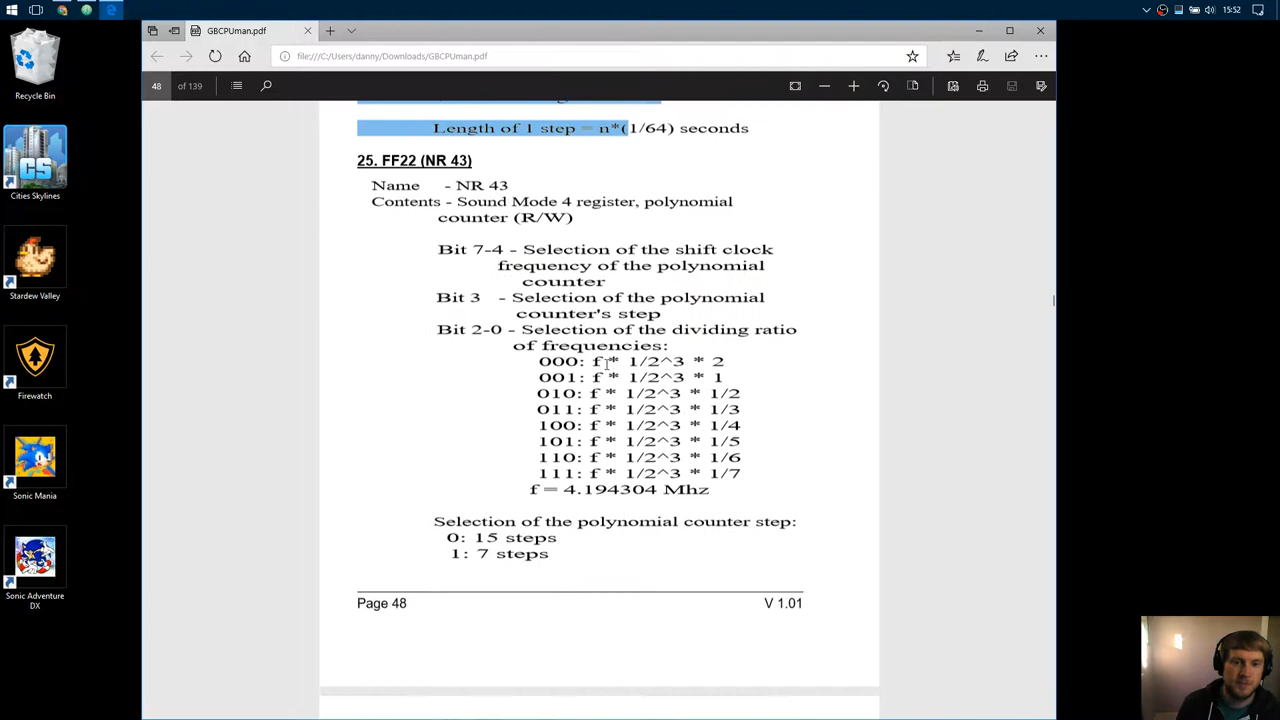 15:52
GBCPUman.pdf
file:///C:/Users/danny/Downloads/GBCPUman.pdf
48 of 139
Recycle Bin
Cities Skylines
Stardew Valley
Firewatch
Sonic Mania
Sonic Adventure
DX
Length of 1 step = n*(1/64) seconds
25. FF22 (NR 43)
Name - NR 43
Contents - Sound Mode 4 register, polynomial
counter (R/W)
Bit 7-4 - Selection of the shift clock
frequency of the polynomial
counter
Bit 3 - Selection of the polynomial
counter's step
Bit 2-0 - Selection of the dividing ratio
of frequencies:
000: f * 1/2^3 * 2
001: f * 1/2^3 * 1
010: f * 1/2^3 * 1/2
011: f * 1/2^3 * 1/3
100: f * 1/2^3 * 1/4
101: f * 1/2^3 * 1/5
110: f * 1/2^3 * 1/6
111: f * 1/2^3 * 1/7
f = 4.194304 Mhz
Selection of the polynomial counter step:
0: 15 steps
1: 7 steps
Page 48 V 1.01